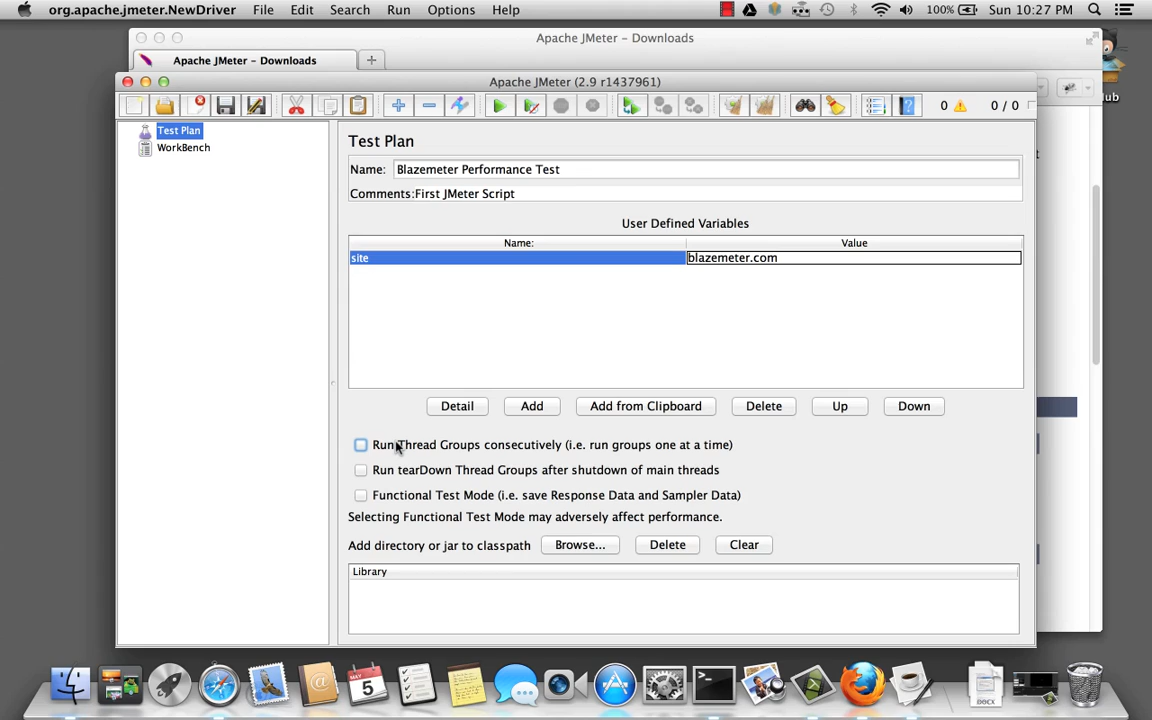 org.apache.jmeter.NewDriver File Edit Search Run Options Help 100% Sun 10:27 PM
Apache JMeter – Downloads
Apache JMeter – Downloads
Apache JMeter (2.9 r1437961)
0 0 / 0
Test Plan
WorkBench
Test Plan
Name: Blazemeter Performance Test
Comments: First JMeter Script
User Defined Variables
Name: Value
site blazemeter.com
Detail Add Add from Clipboard Delete Up Down
Run Thread Groups consecutively (i.e. run groups one at a time)
Run tearDown Thread Groups after shutdown of main threads
Functional Test Mode (i.e. save Response Data and Sampler Data)
Selecting Functional Test Mode may adversely affect performance.
Add directory or jar to classpath Browse... Delete Clear
Library
MAY
5
DOCX